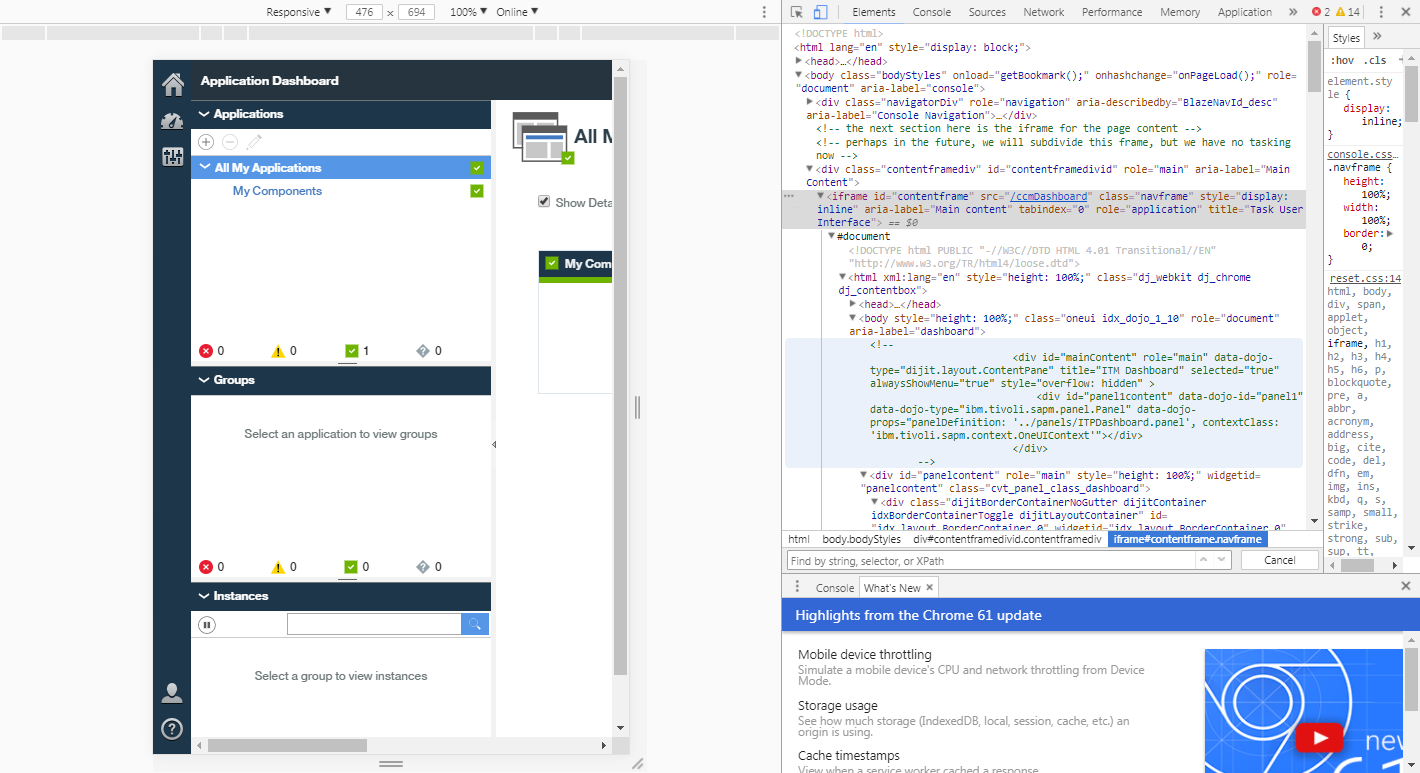 Responsive ▼ 476 x 694 100% ▼ Online ▼
Application Dashboard
Applications
All My Applications
My Components
0 0 1 0
Groups
Select an application to view groups
0 0 0 0
Instances
Select a group to view instances
All M
Show Deta
My Com
Elements Console Sources Network Performance Memory Application » 2 14
<!DOCTYPE html>
<html lang="en" style="display: block;">
<head>…</head>
<body class="bodyStyles" onload="getBookmark();" onhashchange="onPageLoad();" role=
"document" aria-label="console">
<div class="navigatorDiv" role="navigation" aria-describedby="BlazeNavId_desc"
aria-label="Console Navigation">…</div>
<!-- the next section here is the iframe for the page content -->
<!-- perhaps in the future, we will subdivide this frame, but we have no tasking
now -->
<div class="contentframediv" id="contentframedivid" role="main" aria-label="Main
Content">
<iframe id="contentframe" src="/ccmDashboard" class="navframe" style="display:
inline" aria-label="Main content" tabindex="0" role="application" title="Task User
Interface"> == $0
#document
<!DOCTYPE html PUBLIC "-//W3C//DTD HTML 4.01 Transitional//EN"
"http://www.w3.org/TR/html4/loose.dtd">
<html xml:lang="en" style="height: 100%;" class="dj_webkit dj_chrome
dj_contentbox">
<head>…</head>
<body style="height: 100%;" class="oneui idx_dojo_1_10" role="document"
aria-label="dashboard">
<!--
<div id="mainContent" role="main" data-dojo-
type="dijit.layout.ContentPane" title="ITM Dashboard" selected="true"
alwaysShowMenu="true" style="overflow: hidden" >
<div id="panel1content" data-dojo-id="panel1"
data-dojo-type="ibm.tivoli.sapm.panel.Panel" data-dojo-
props="panelDefinition: '../panels/ITPDashboard.panel', contextClass:
'ibm.tivoli.sapm.context.OneUIContext'"></div>
</div>
-->
<div id="panelcontent" role="main" style="height: 100%;" widgetid=
"panelcontent" class="cvt_panel_class_dashboard">
<div class="dijitBorderContainerNoGutter dijitContainer
idxBorderContainerToggle dijitLayoutContainer" id=
"idx_layout_BorderContainer_0" widgetid="idx_layout_BorderContainer_0"
html body.bodyStyles div#contentframedivid.contentframediv iframe#contentframe.navframe
Find by string, selector, or XPath Cancel
Styles »
:hov .cls +
element.sty
le {
display:
inline;
}
console.css…
.navframe {
height:
100%;
width:
100%;
border:
0;
}
reset.css:14
html, body,
div, span,
applet,
object,
iframe, h1,
h2, h3, h4,
h5, h6, p,
blockquote,
pre, a,
abbr,
acronym,
address,
big, cite,
code, del,
dfn, em,
img, ins,
kbd, q, s,
samp, small,
strike,
strong, sub,
sup, tt,
Console What's New ×
Highlights from the Chrome 61 update
Mobile device throttling
Simulate a mobile device's CPU and network throttling from Device
Mode.
Storage usage
See how much storage (IndexedDB, local, session, cache, etc.) an
origin is using.
Cache timestamps
View when a service worker cached a response.
new